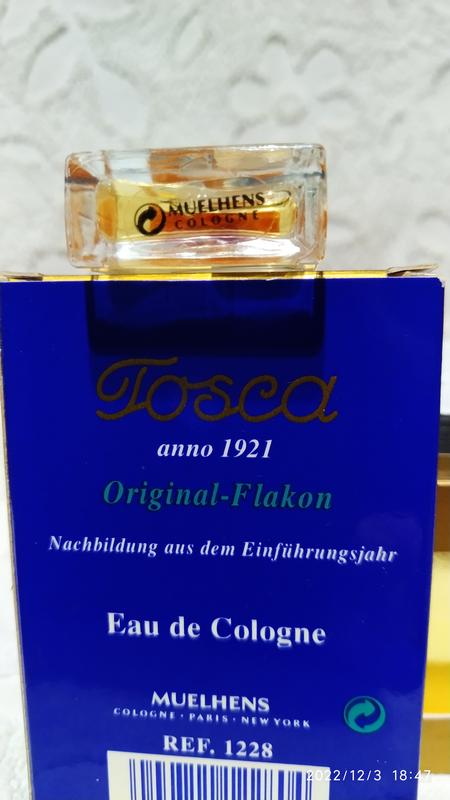 MUELHENS
COLOGNE
Tosca
anno 1921
Original-Flakon
Nachbildung aus dem Einführungsjahr
Eau de Cologne
MUELHENS
COLOGNE · PARIS · NEW YORK
REF. 1228
2022/12/3 18:47